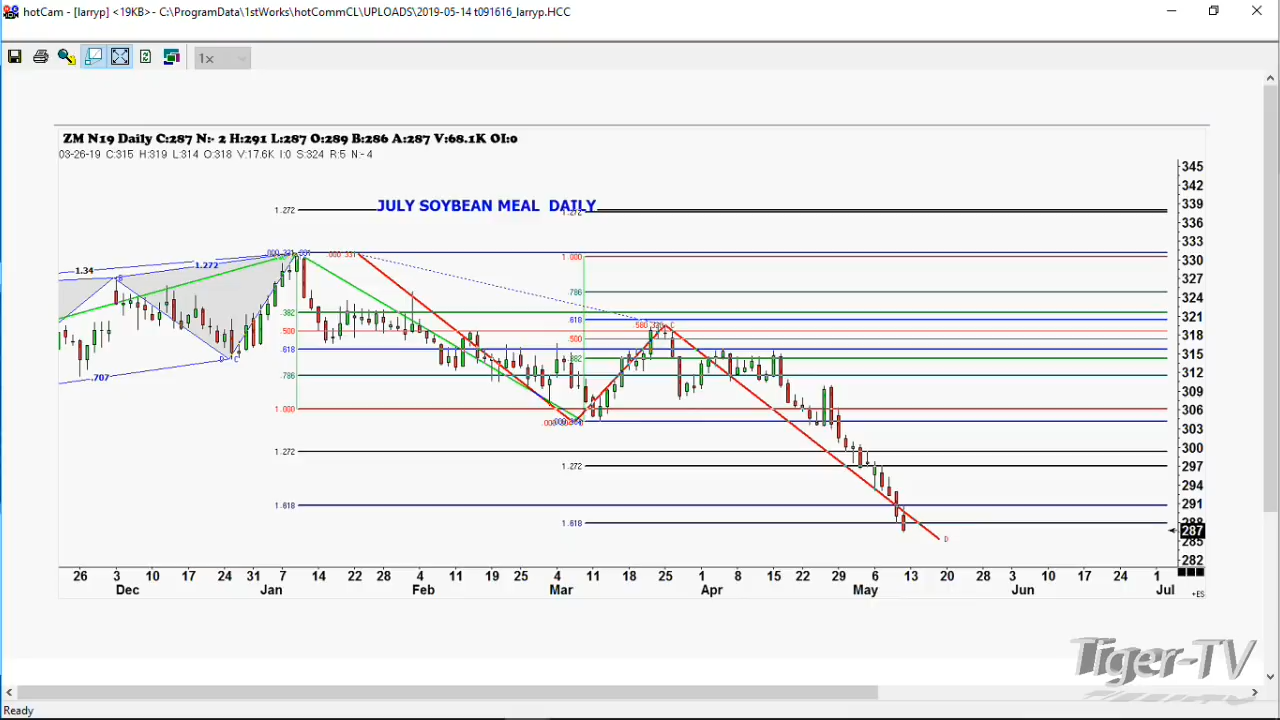 hotCam - [larryp] <19KB>- C:\ProgramData\1stWorks\hotCommCL\UPLOADS\2019-05-14 t091616_larryp.HCC
1x
ZM N19 Daily C:287 N:- 2 H:291 L:287 O:289 B:286 A:287 V:68.1K OI:0
03-26-19 C:315 H:319 L:314 O:318 V:17.6K I:0 S:324 R:5 N:-4
345
342
1.272
JULY SOYBEAN MEAL DAILY
1.272
339
336
333
.000 331
1.000
330
1.34
1.272
B
327
.786
324
.382
.618
321
.500
C
.500
318
.618
.382
315
D
C
.786
312
.707
309
1.000
306
303
1.272
300
1.272
297
294
1.618
291
1.618
288
287
D
285
282
26 3 10 17 24 31 7 14 22 28 4 11 19 25 4 11 18 25 1 8 15 22 29 6 13 20 28 3 10 17 24 1
Dec Jan Feb Mar Apr May Jun Jul
+ES
Tiger-TV
Ready